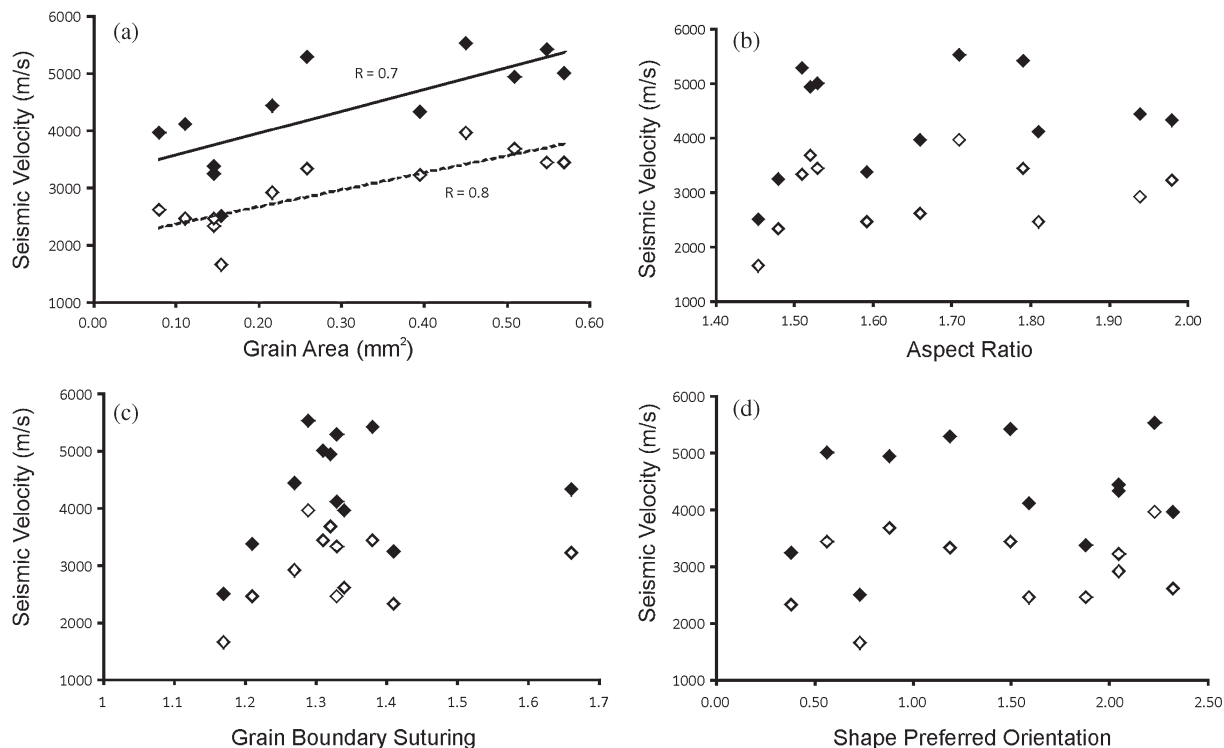 (a)
Seismic Velocity (m/s)
6000
5000
4000
3000
2000
1000
R = 0.7
R = 0.8
0.00 0.10 0.20 0.30 0.40 0.50 0.60
Grain Area (mm²)
(b)
Seismic Velocity (m/s)
6000
5000
4000
3000
2000
1000
1.40 1.50 1.60 1.70 1.80 1.90 2.00
Aspect Ratio
(c)
Seismic Velocity (m/s)
6000
5000
4000
3000
2000
1000
1 1.1 1.2 1.3 1.4 1.5 1.6 1.7
Grain Boundary Suturing
(d)
Seismic Velocity (m/s)
6000
5000
4000
3000
2000
1000
0.00 0.50 1.00 1.50 2.00 2.50
Shape Preferred Orientation